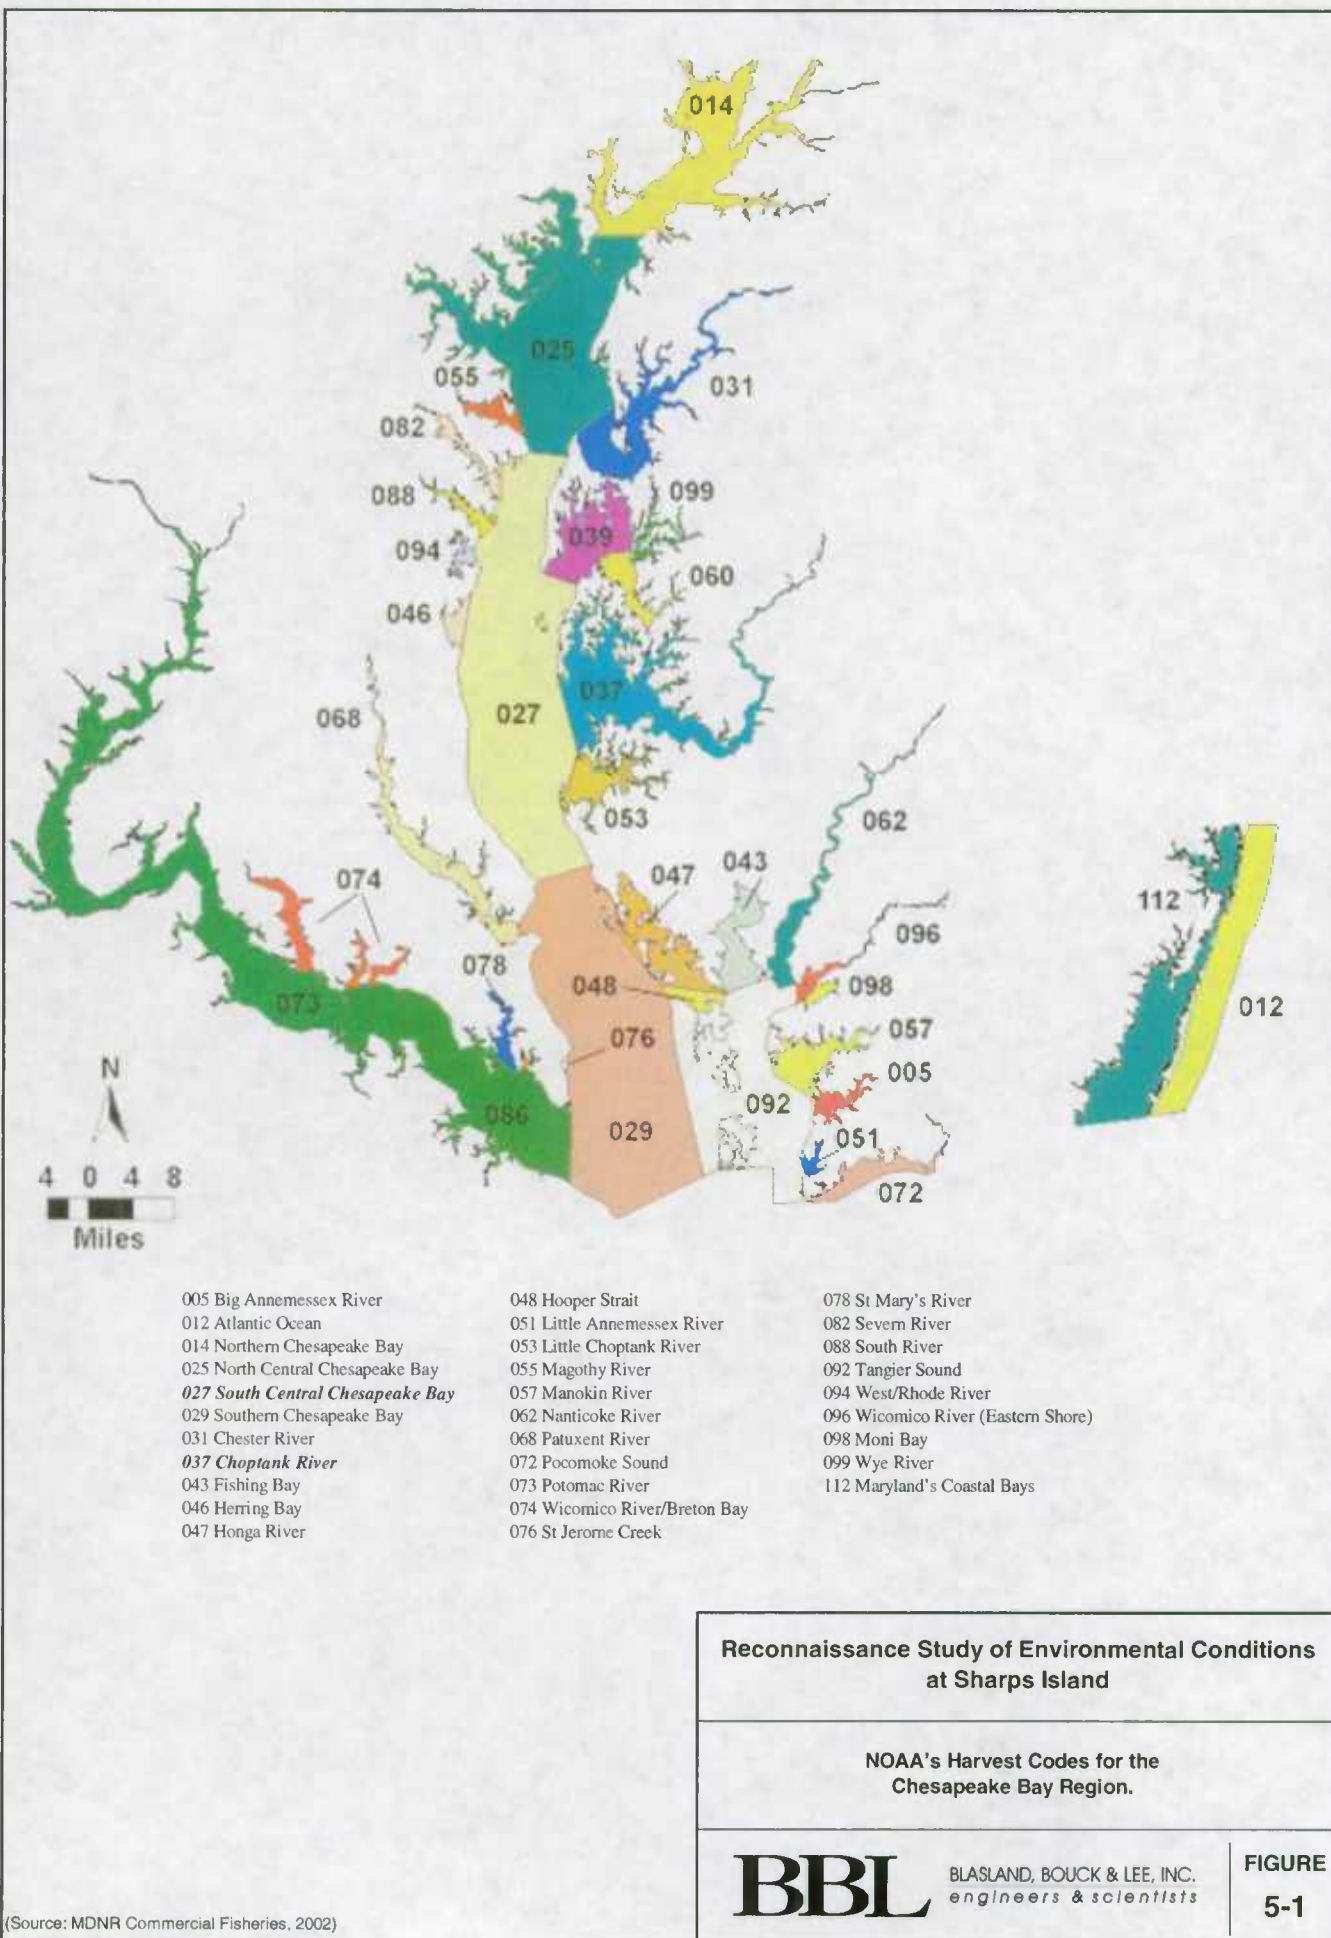 014
025
055
031
082
088
099
039
094
060
046
037
068
027
053
062
043
047
074
112
096
078
098
048
073
012
057
076
005
N
092
086
029
051
4 0 4 8
072
Miles
005 Big Annemessex River
012 Atlantic Ocean
014 Northern Chesapeake Bay
025 North Central Chesapeake Bay
027 South Central Chesapeake Bay
029 Southern Chesapeake Bay
031 Chester River
037 Choptank River
043 Fishing Bay
046 Herring Bay
047 Honga River
048 Hooper Strait
051 Little Annemessex River
053 Little Choptank River
055 Magothy River
057 Manokin River
062 Nanticoke River
068 Patuxent River
072 Pocomoke Sound
073 Potomac River
074 Wicomico River/Breton Bay
076 St Jerome Creek
078 St Mary's River
082 Severn River
088 South River
092 Tangier Sound
094 West/Rhode River
096 Wicomico River (Eastern Shore)
098 Moni Bay
099 Wye River
112 Maryland's Coastal Bays
Reconnaissance Study of Environmental Conditions
at Sharps Island
NOAA's Harvest Codes for the
Chesapeake Bay Region.
BBL
BLASLAND, BOUCK & LEE, INC.
engineers & scientists
FIGURE
5-1
(Source: MDNR Commercial Fisheries, 2002)